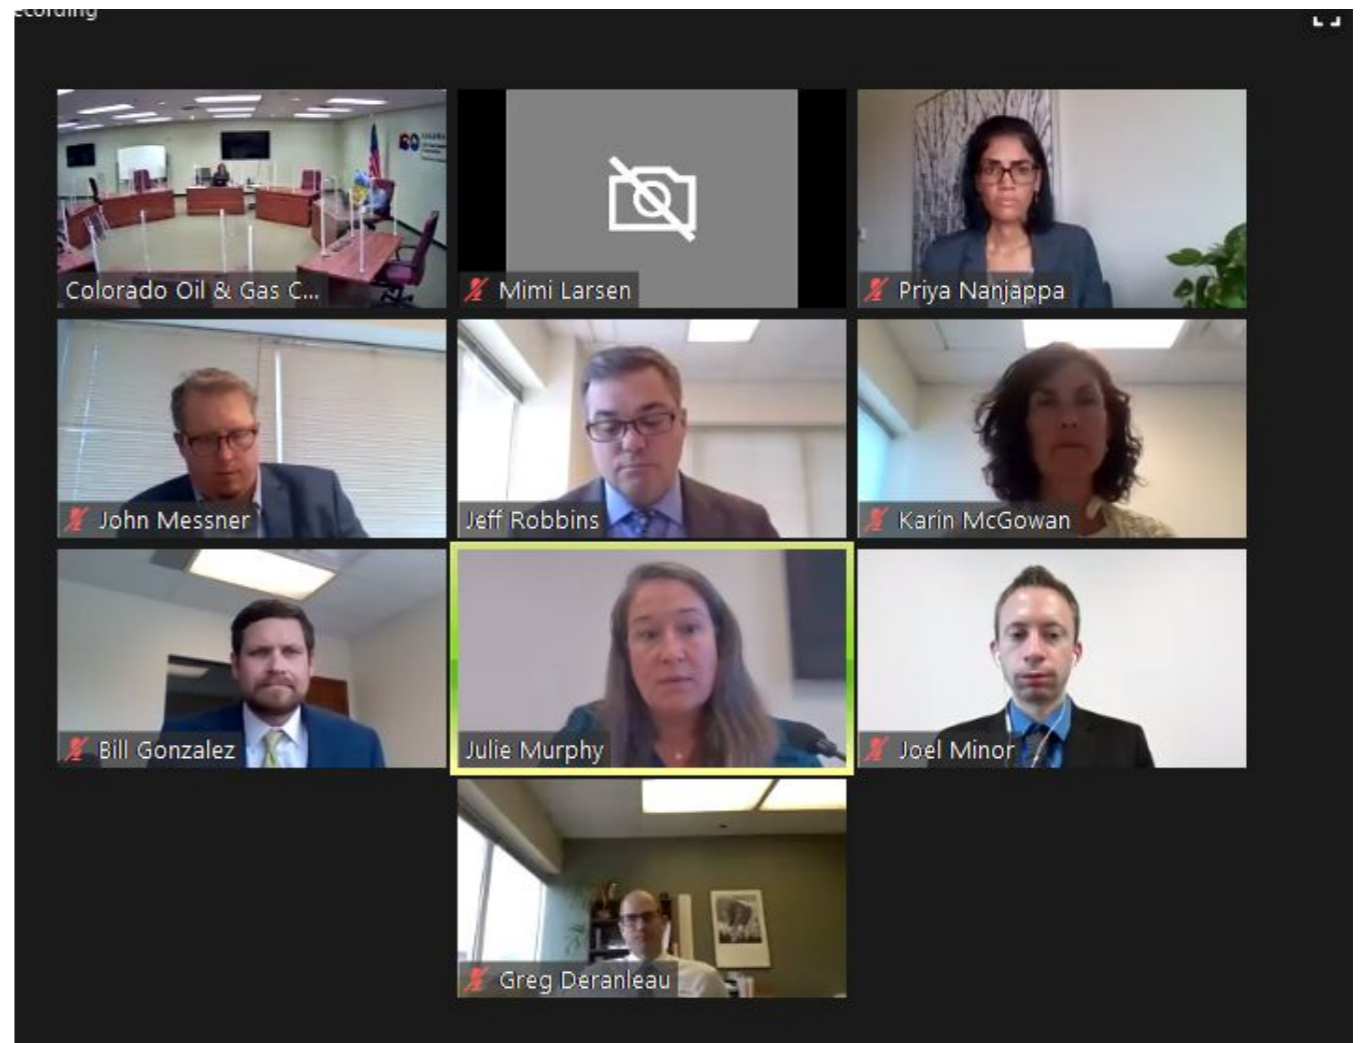 ecording
Colorado Oil & Gas C...
Mimi Larsen
Priya Nanjappa
John Messner
Jeff Robbins
Karin McGowan
Bill Gonzalez
Julie Murphy
Joel Minor
Greg Deranleau